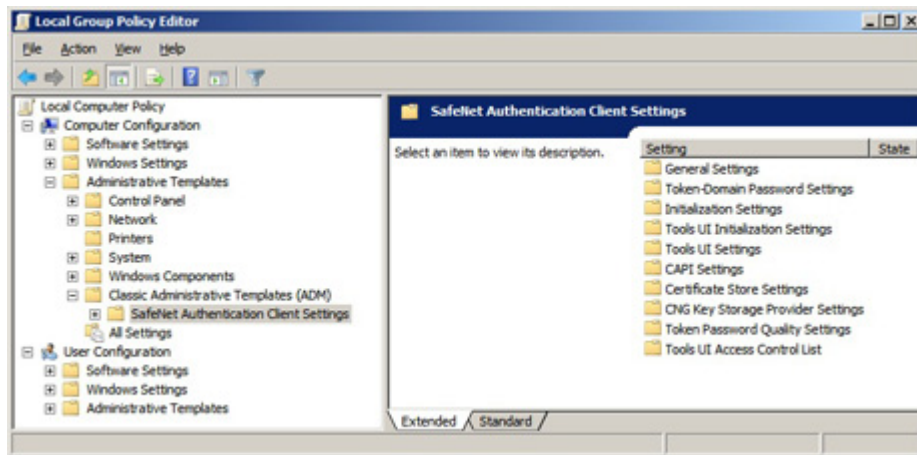 Local Group Policy Editor
File Action View Help
Local Computer Policy
Computer Configuration
Software Settings
Windows Settings
Administrative Templates
Control Panel
Network
Printers
System
Windows Components
Classic Administrative Templates (ADM)
SafeNet Authentication Client Settings
All Settings
User Configuration
Software Settings
Windows Settings
Administrative Templates
SafeNet Authentication Client Settings
Select an item to view its description.
Setting State
General Settings
Token-Domain Password Settings
Initialization Settings
Tools UI Initialization Settings
Tools UI Settings
CAPI Settings
Certificate Store Settings
CNG Key Storage Provider Settings
Token Password Quality Settings
Tools UI Access Control List
Extended Standard